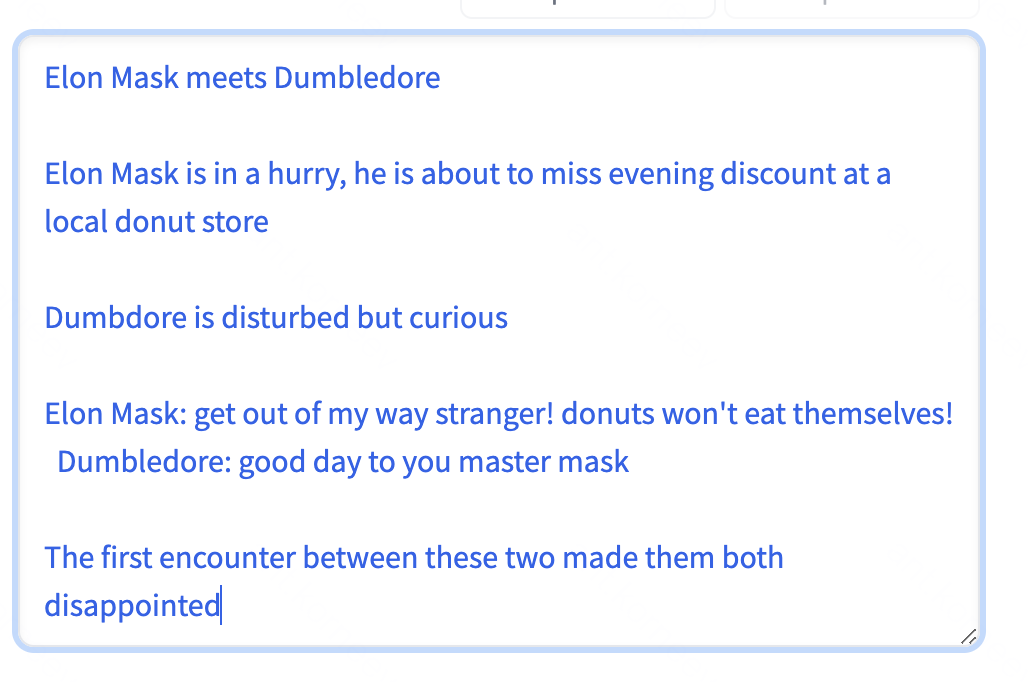 Elon Mask meets Dumbledore
Elon Mask is in a hurry, he is about to miss evening discount at a
local donut store
Dumbdore is disturbed but curious
Elon Mask: get out of my way stranger! donuts won't eat themselves!
Dumbledore: good day to you master mask
The first encounter between these two made them both
disappointed